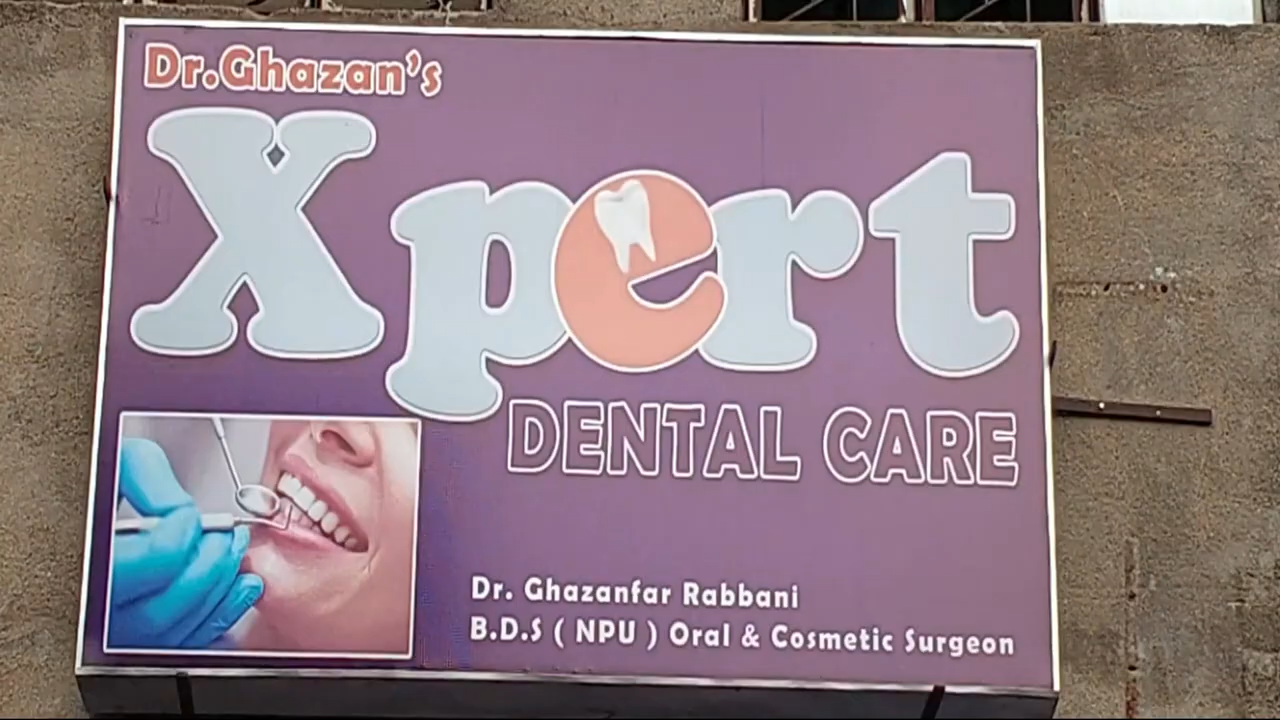 Dr.Ghazan's
Xpert
DENTAL CARE
Dr. Ghazanfar Rabbani
B.D.S ( NPU ) Oral & Cosmetic Surgeon